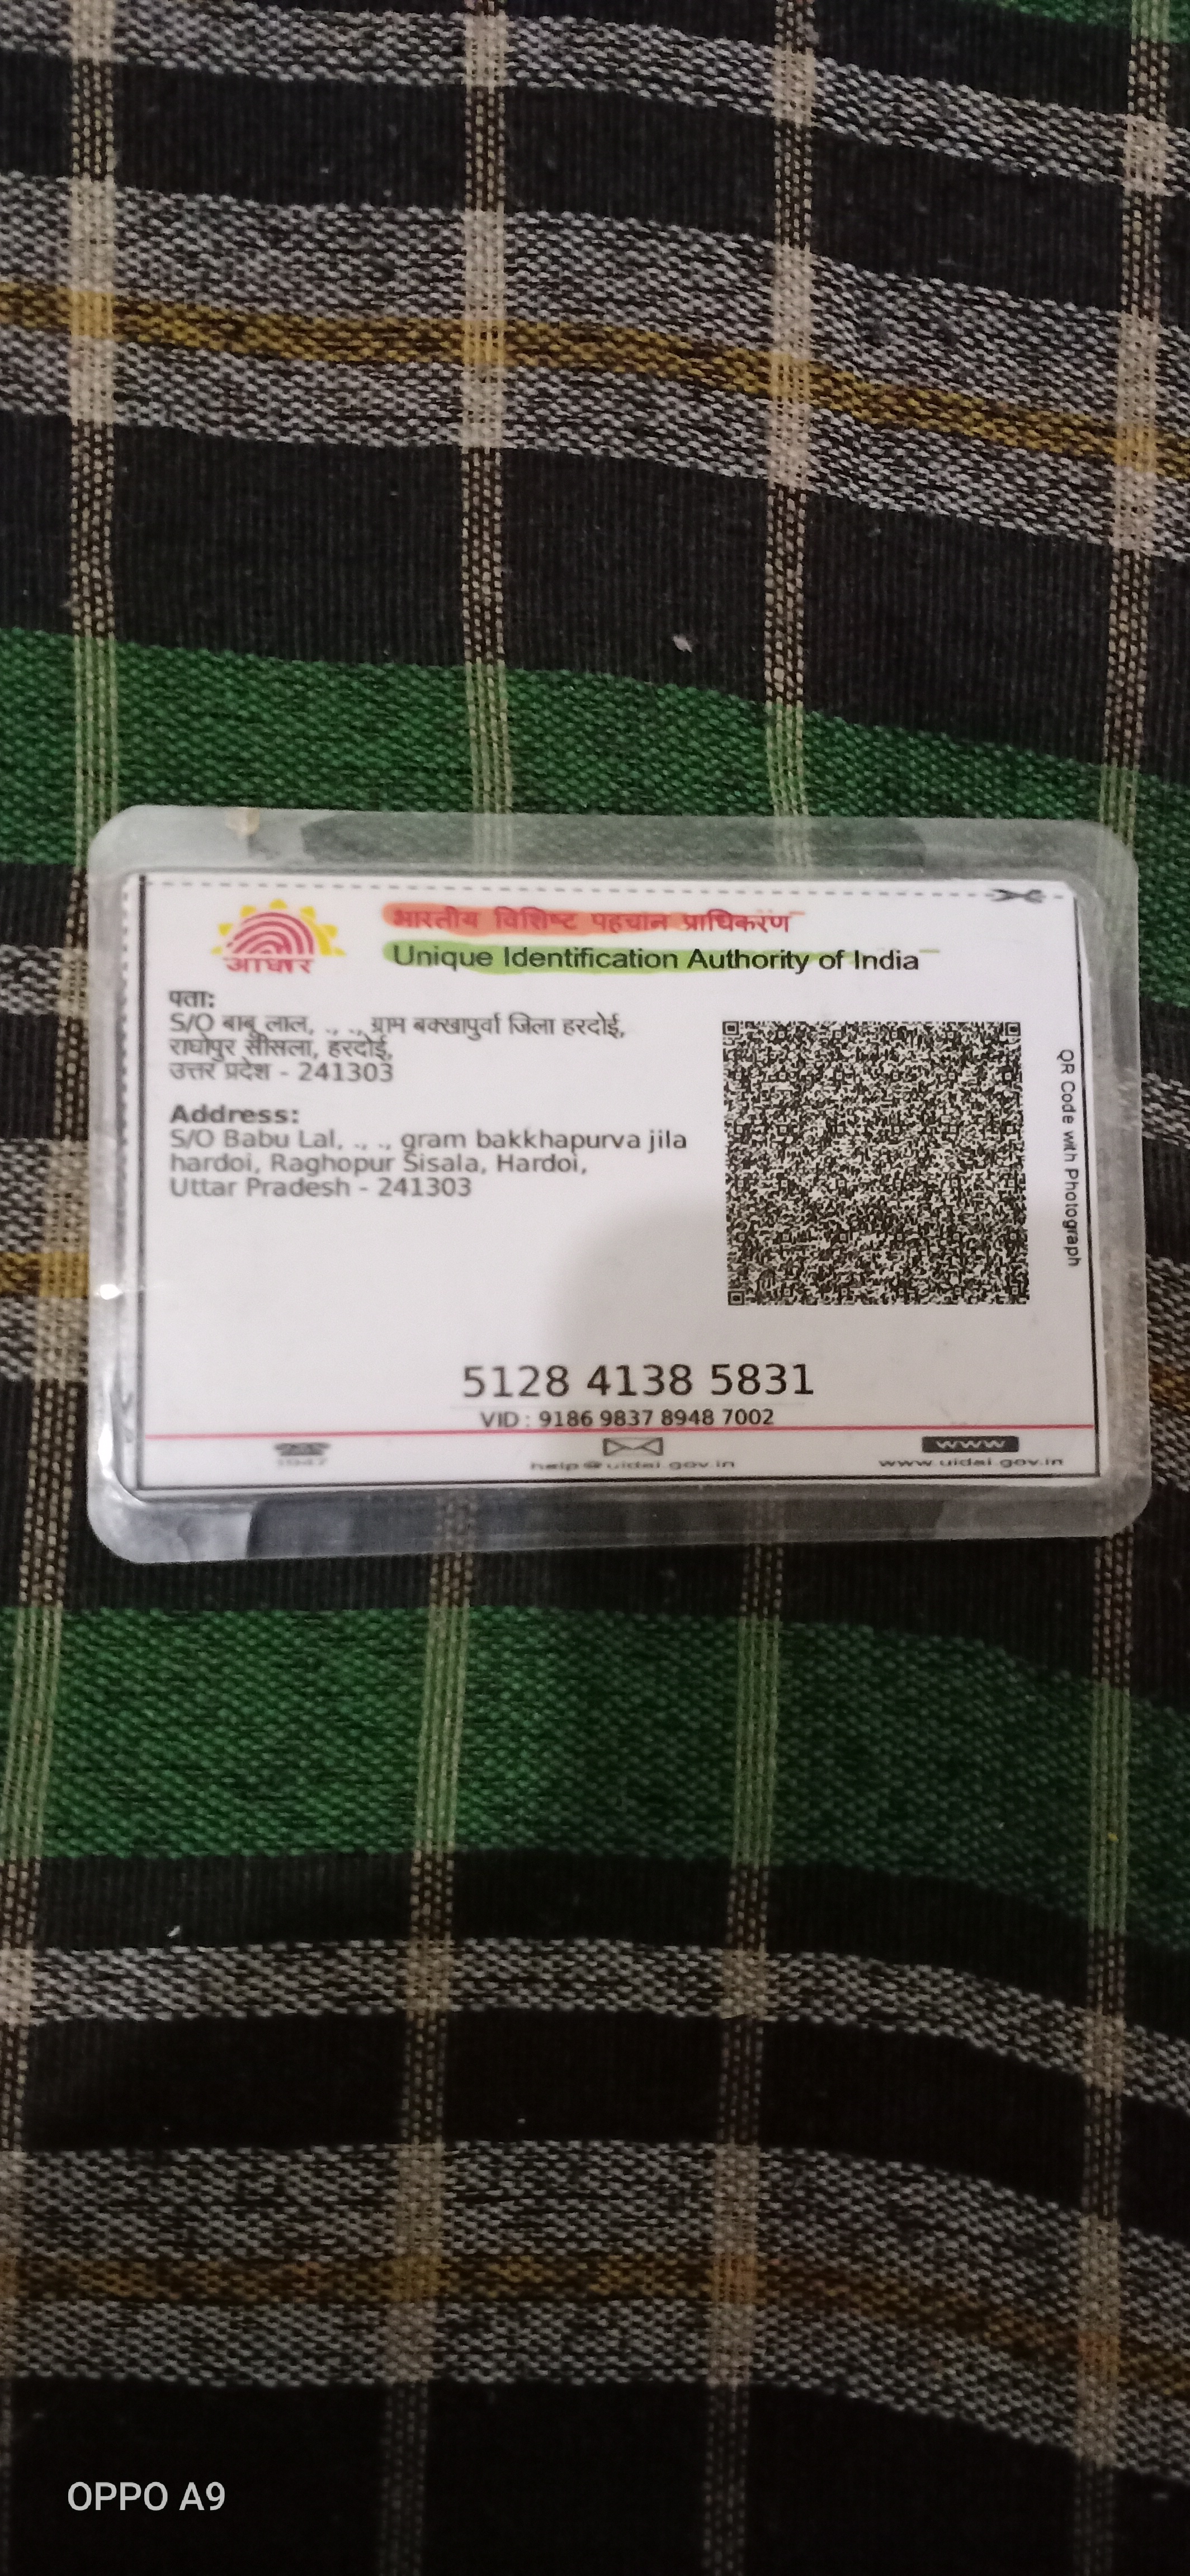 आधार
भारतीय विशिष्ट पहचान प्राधिकरण
Unique Identification Authority of India
पता:
S/O बाबू लाल, ., ., ग्राम बक्खापुर्वा जिला हरदोई,
राघोपुर सीसला, हरदोई,
उत्तर प्रदेश - 241303
Address:
S/O Babu Lal, ., ., gram bakkhapurva jila
hardoi, Raghopur Sisala, Hardoi,
Uttar Pradesh - 241303
QR Code with Photograph
5128 4138 5831
VID : 9186 9837 8948 7002
1947
help@uidai.gov.in
www
www.uidai.gov.in
OPPO A9